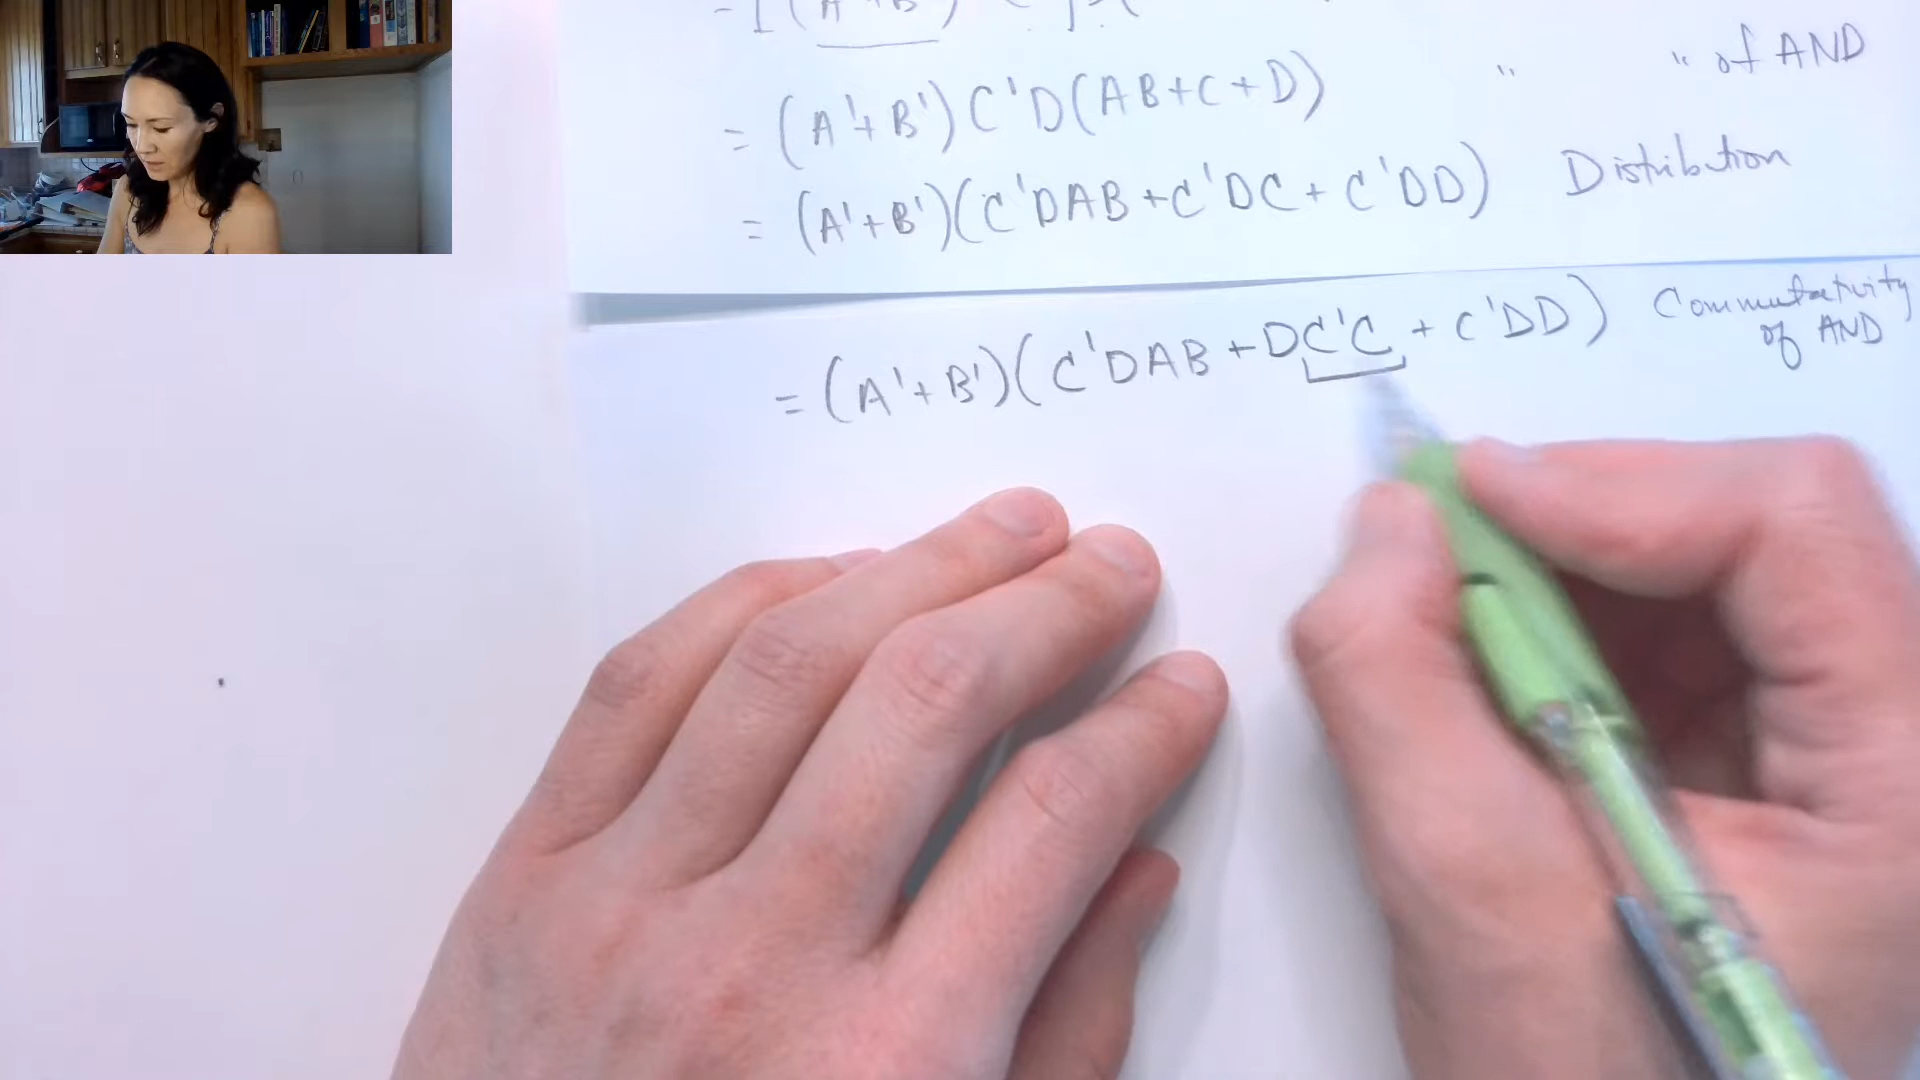 = [(A'+B')
= (A'+B')C'D(AB+C+D) " " of AND
= (A'+B')(C'DAB+C'DC+C'DD) Distribution
= (A'+B')(C'DAB+DC'C+C'DD) Commutativity
of AND